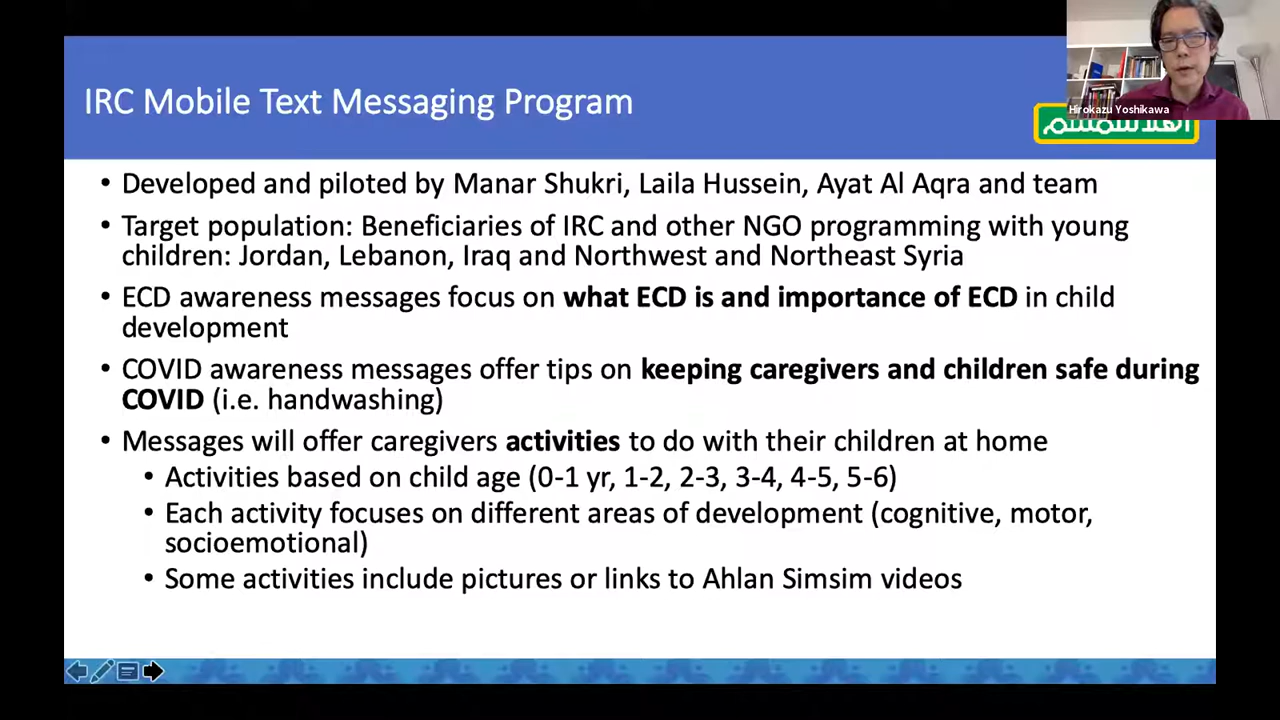 IRC Mobile Text Messaging Program
Hirokazu Yoshikawa
أهلا سمسم
• Developed and piloted by Manar Shukri, Laila Hussein, Ayat Al Aqra and team
• Target population: Beneficiaries of IRC and other NGO programming with young
children: Jordan, Lebanon, Iraq and Northwest and Northeast Syria
• ECD awareness messages focus on what ECD is and importance of ECD in child
development
• COVID awareness messages offer tips on keeping caregivers and children safe during
COVID (i.e. handwashing)
• Messages will offer caregivers activities to do with their children at home
• Activities based on child age (0-1 yr, 1-2, 2-3, 3-4, 4-5, 5-6)
• Each activity focuses on different areas of development (cognitive, motor,
socioemotional)
• Some activities include pictures or links to Ahlan Simsim videos